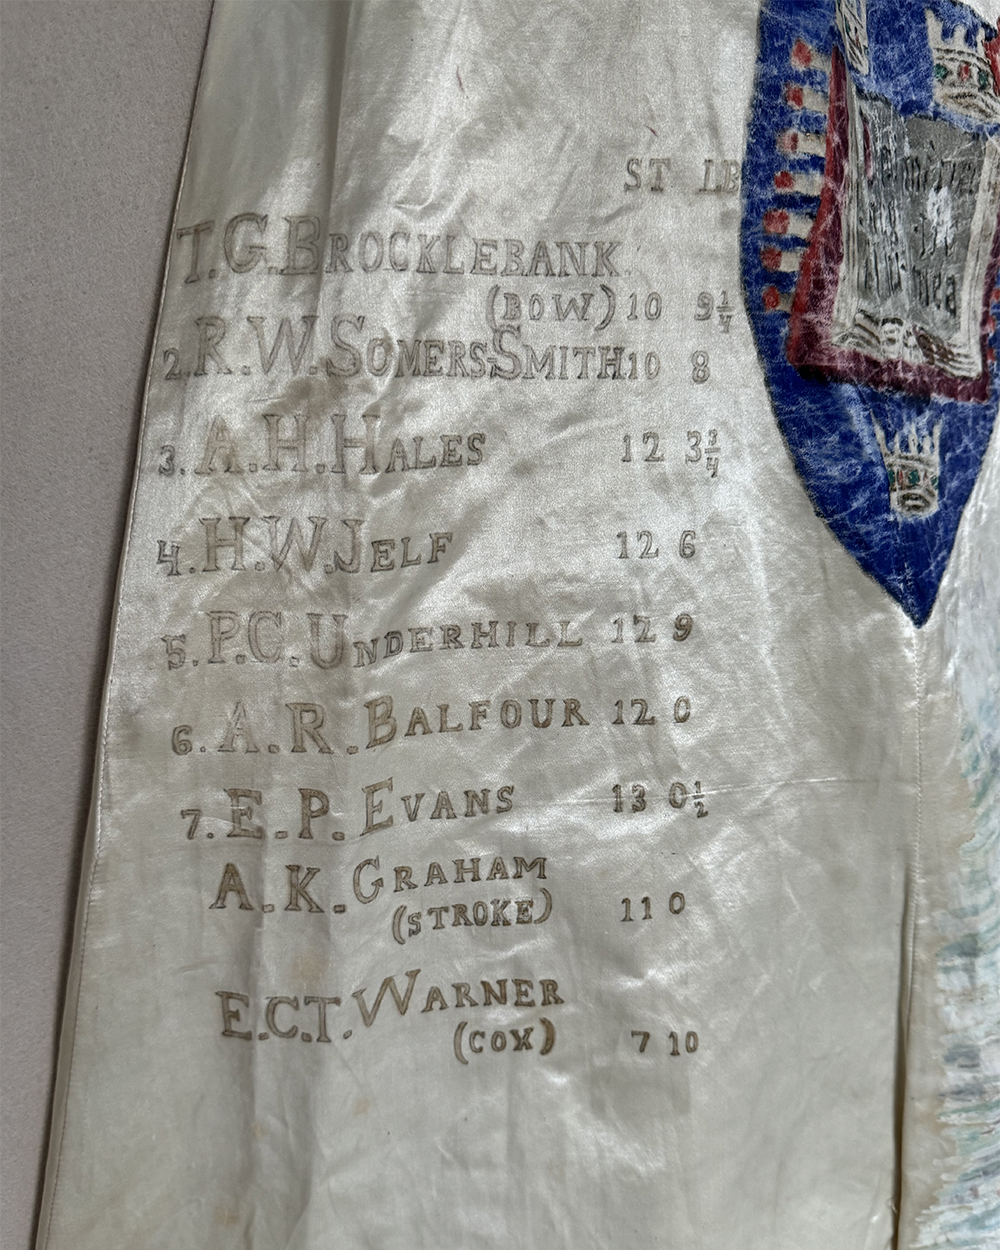 ST LB
T.G. BROCKLEBANK.
(BOW) 10 9¼
2. R.W. SOMERS-SMITH 10 8
3. A.H. HALES 12 3¾
4. H.W. JELF 12 6
5. P.C. UNDERHILL 12 9
6. A.R. BALFOUR 12 0
7. E.P. EVANS 13 0½
A.K. GRAHAM
(STROKE) 11 0
E.C.T. WARNER
(COX) 7 10